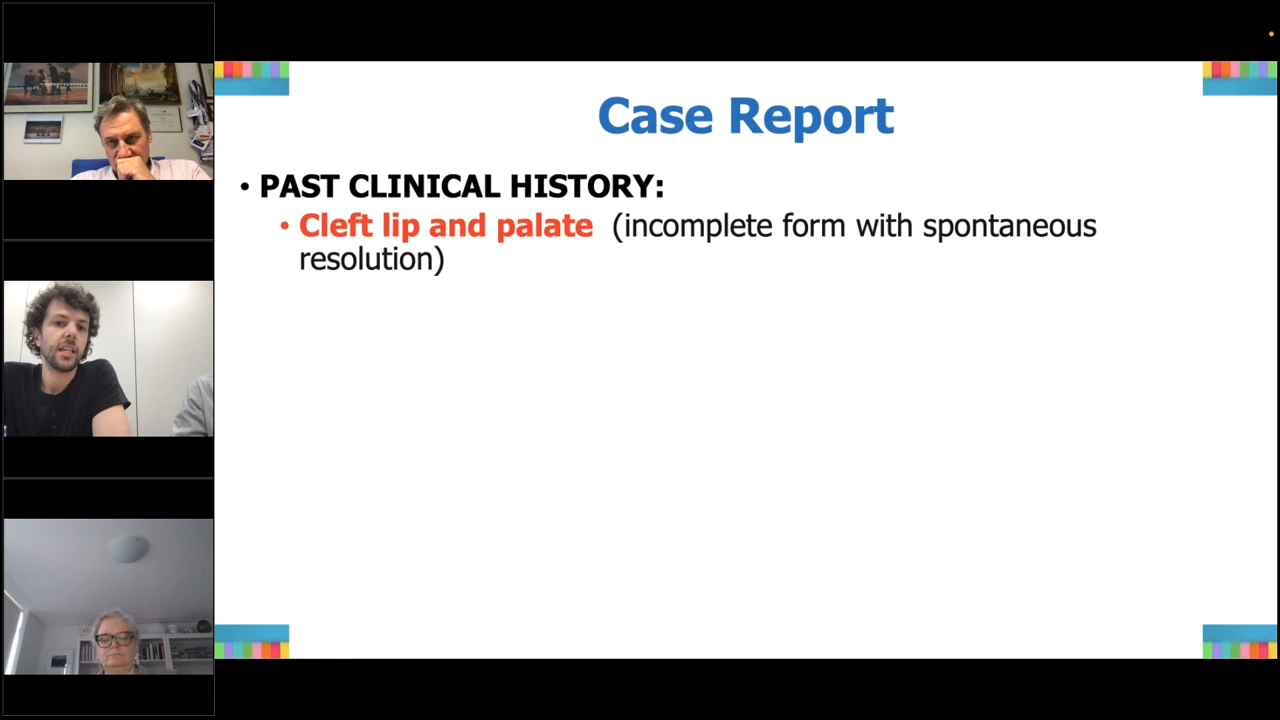 Case Report
• PAST CLINICAL HISTORY:
• Cleft lip and palate (incomplete form with spontaneous
resolution)